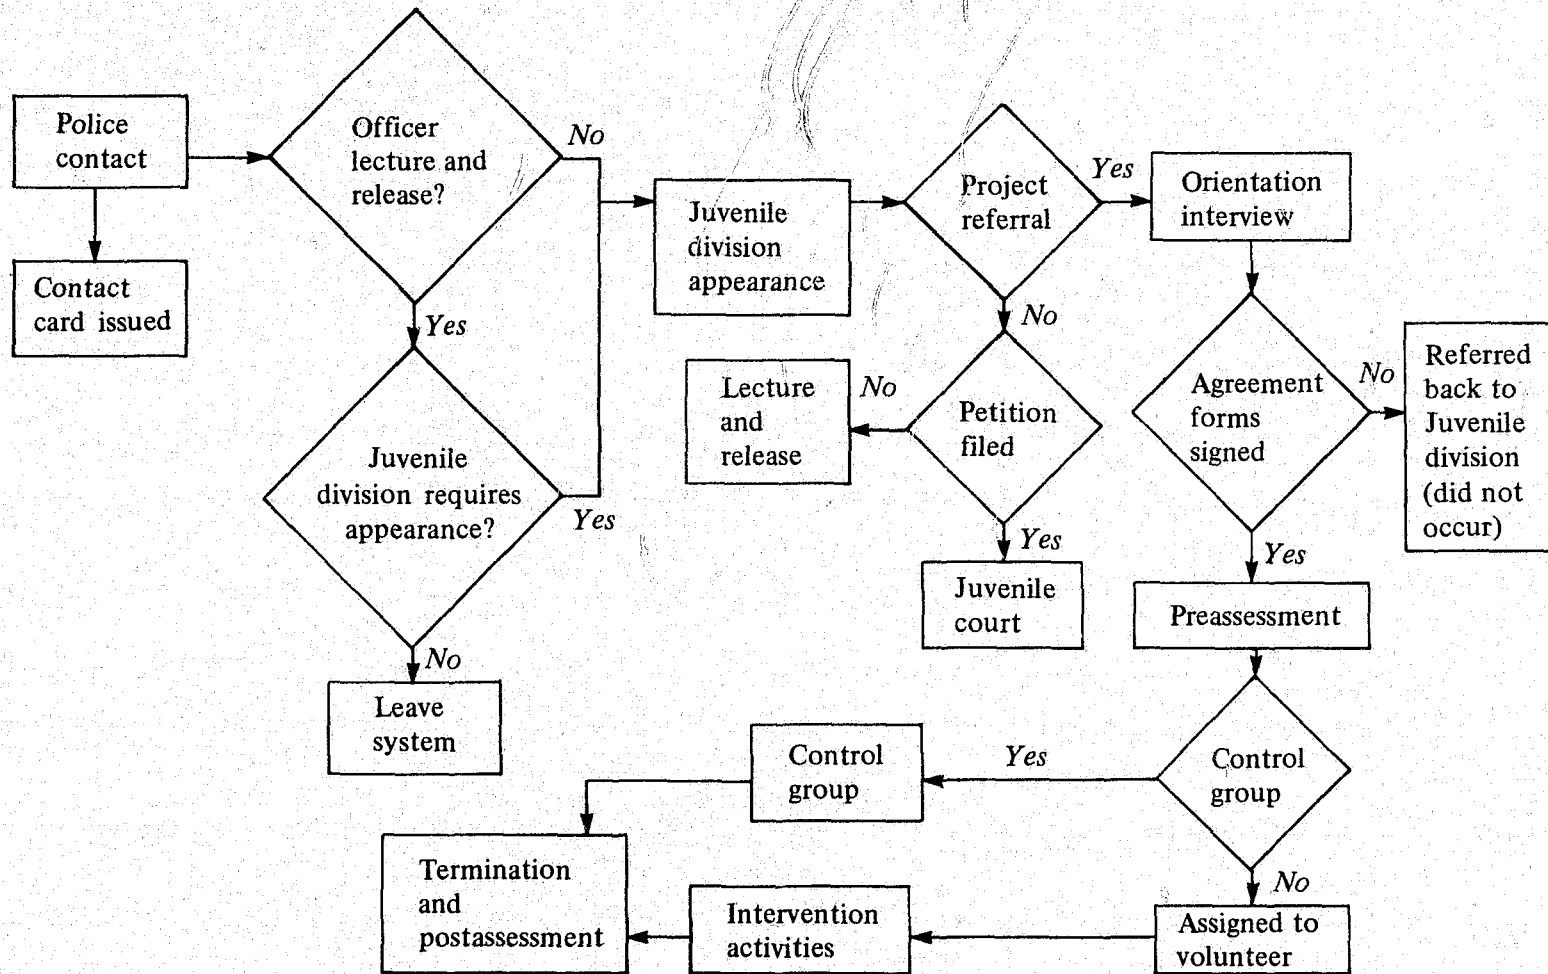 Police
contact
Contact
card issued
Officer
lecture and
release?
No
Yes
Juvenile
division requires
appearance?
Yes
No
Leave
system
Juvenile
division
appearance
Project
referral
Yes
No
Orientation
interview
Lecture
and
release
No
Petition
filed
Yes
Juvenile
court
Agreement
forms
signed
No
Referred
back to
Juvenile
division
(did not
occur)
Yes
Preassessment
Control
group
Yes
Control
group
No
Assigned to
volunteer
Intervention
activities
Termination
and
postassessment